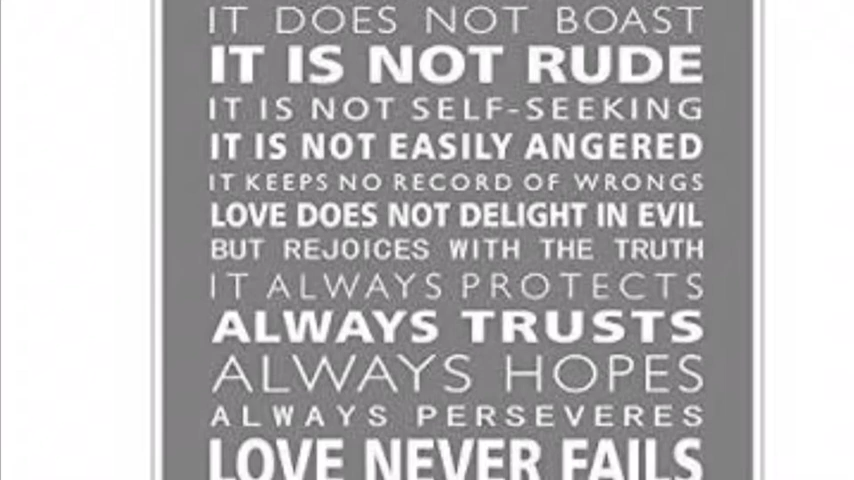 IT DOES NOT BOAST
IT IS NOT RUDE
IT IS NOT SELF-SEEKING
IT IS NOT EASILY ANGERED
IT KEEPS NO RECORD OF WRONGS
LOVE DOES NOT DELIGHT IN EVIL
BUT REJOICES WITH THE TRUTH
IT ALWAYS PROTECTS
ALWAYS TRUSTS
ALWAYS HOPES
ALWAYS PERSEVERES
LOVE NEVER FAILS